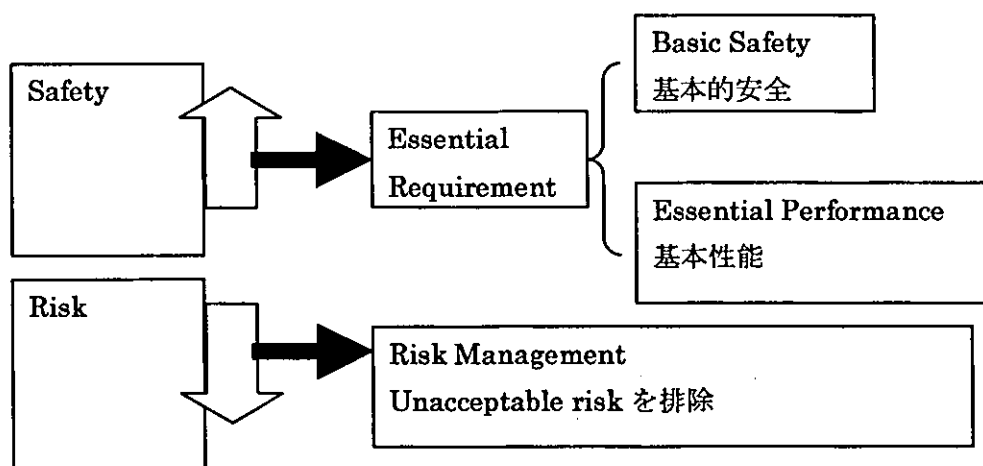 Safety
Essential
Requirement
Basic Safety
基本的安全
Essential Performance
基本性能
Risk
Risk Management
Unacceptable risk を排除